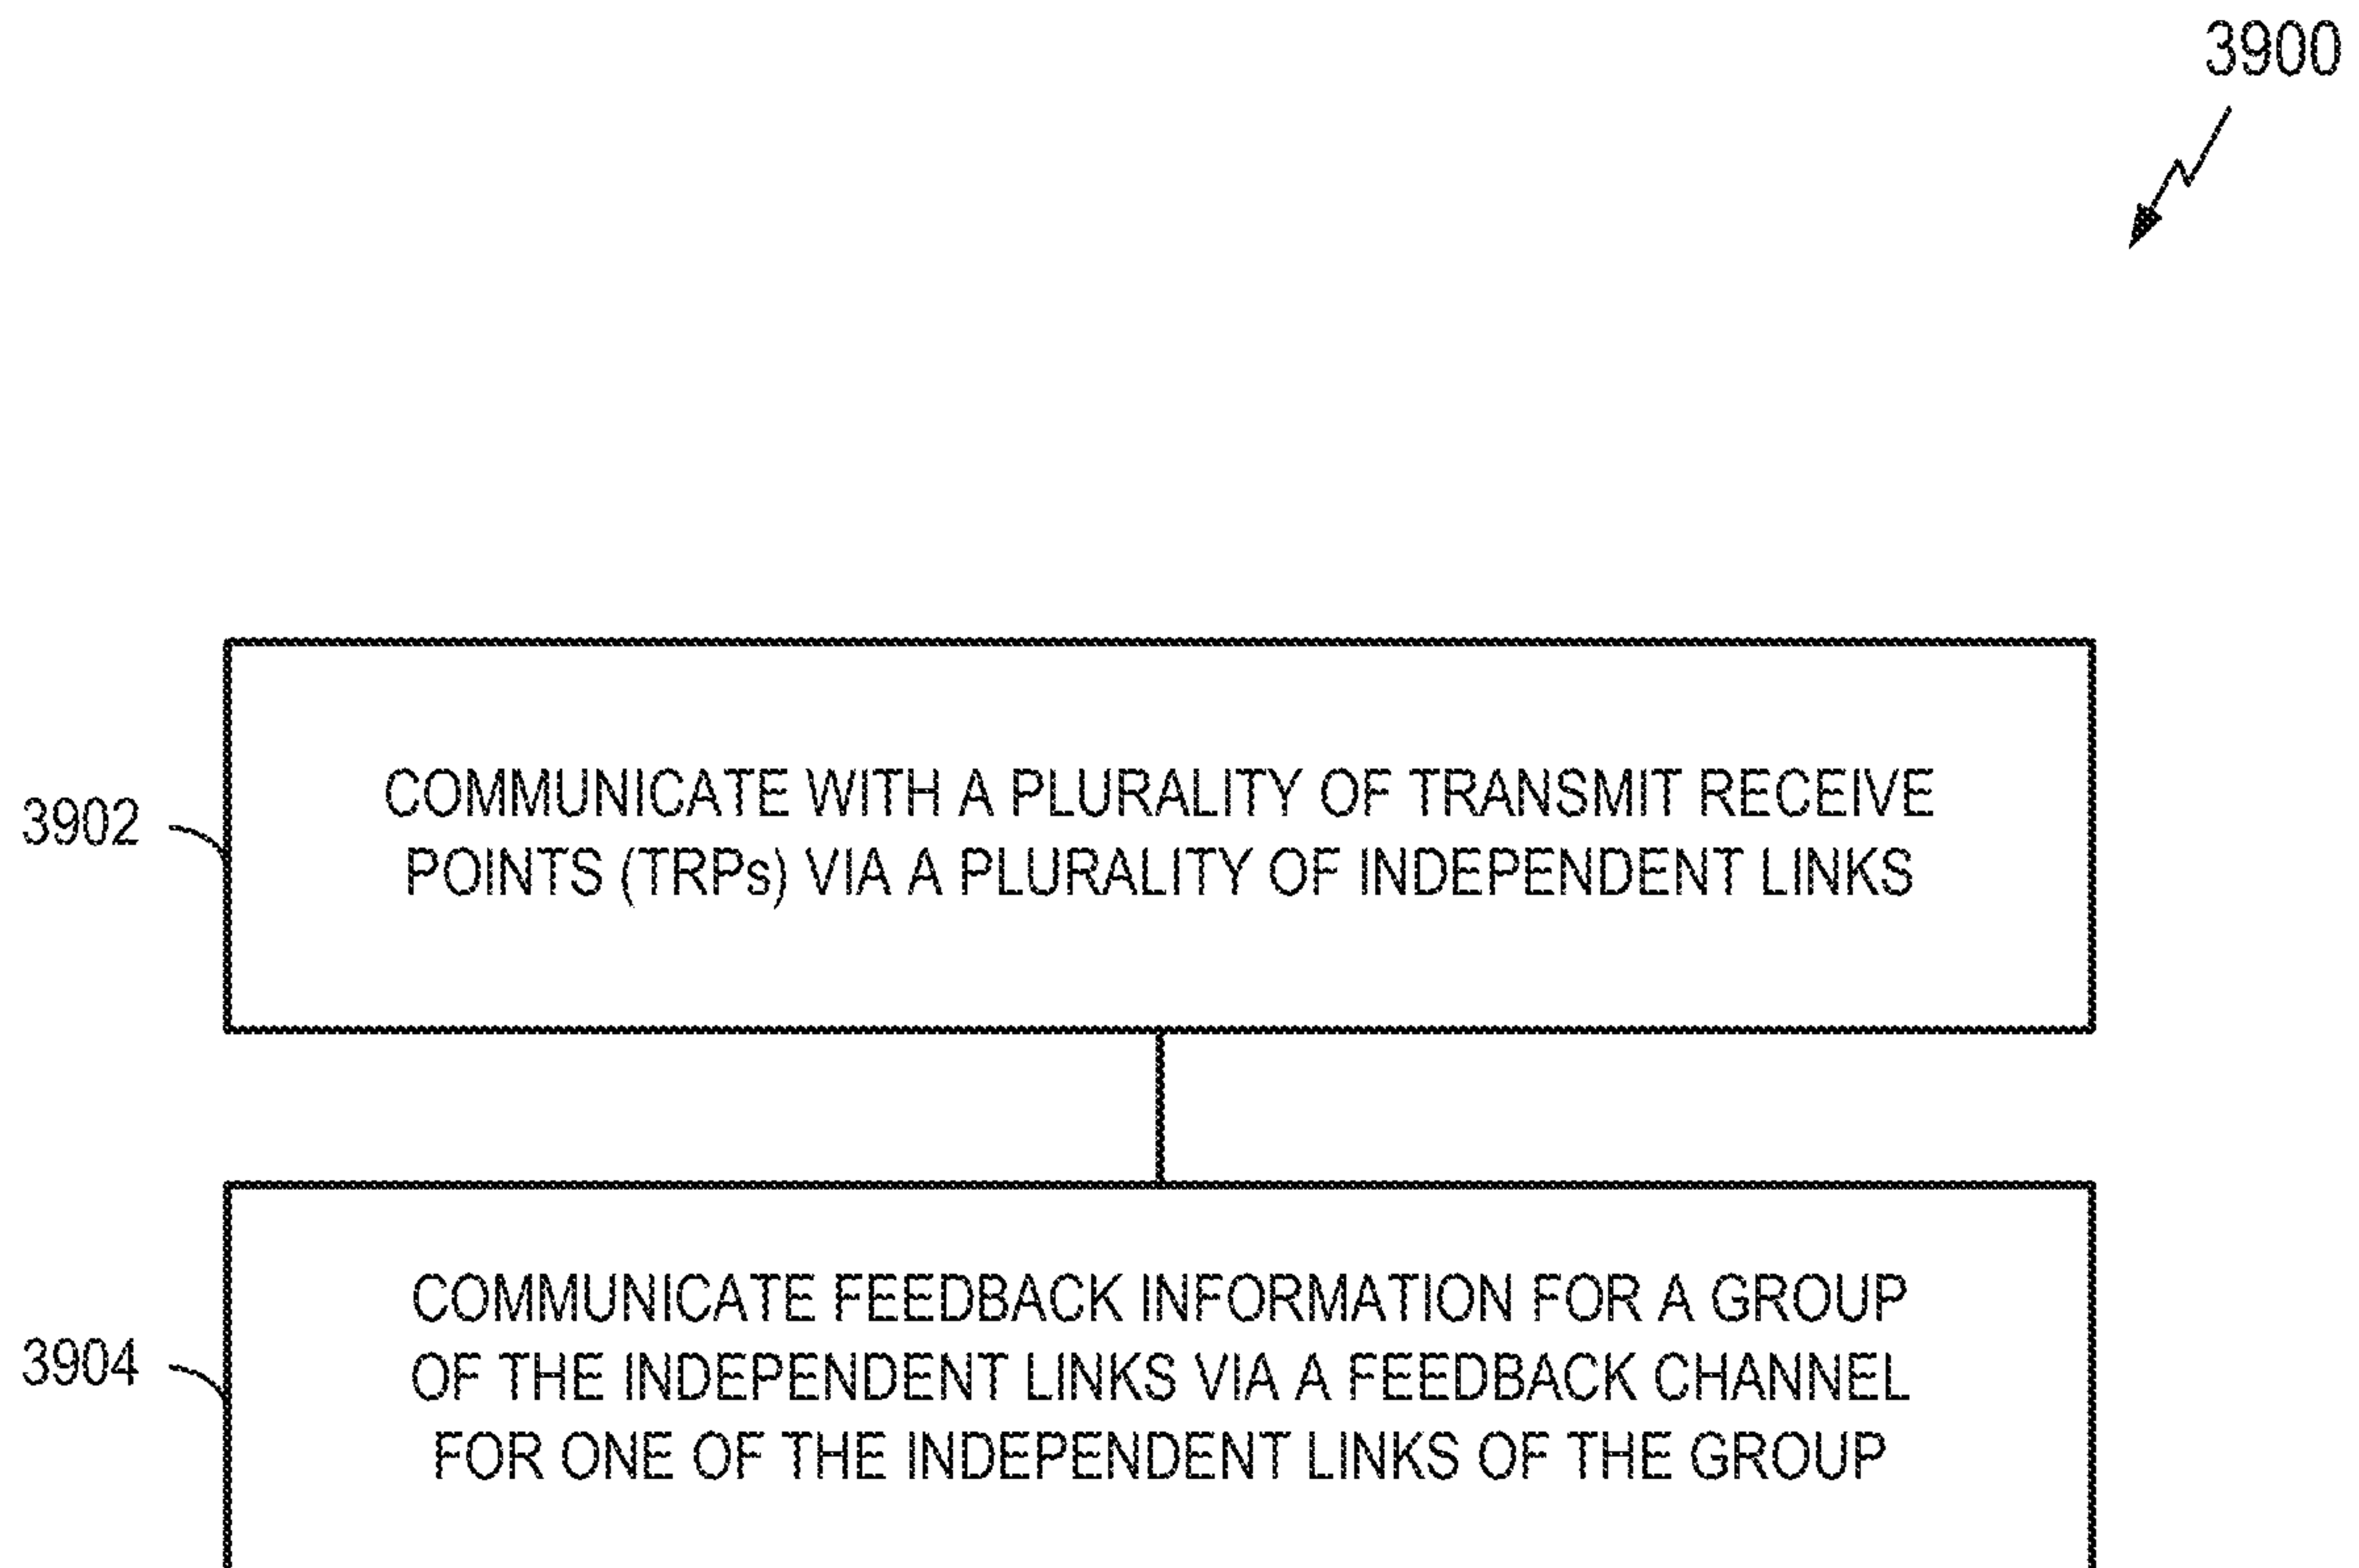 3900
3902
COMMUNICATE WITH A PLURALITY OF TRANSMIT RECEIVE
POINTS (TRPs) VIA A PLURALITY OF INDEPENDENT LINKS
3904
COMMUNICATE FEEDBACK INFORMATION FOR A GROUP
OF THE INDEPENDENT LINKS VIA A FEEDBACK CHANNEL
FOR ONE OF THE INDEPENDENT LINKS OF THE GROUP